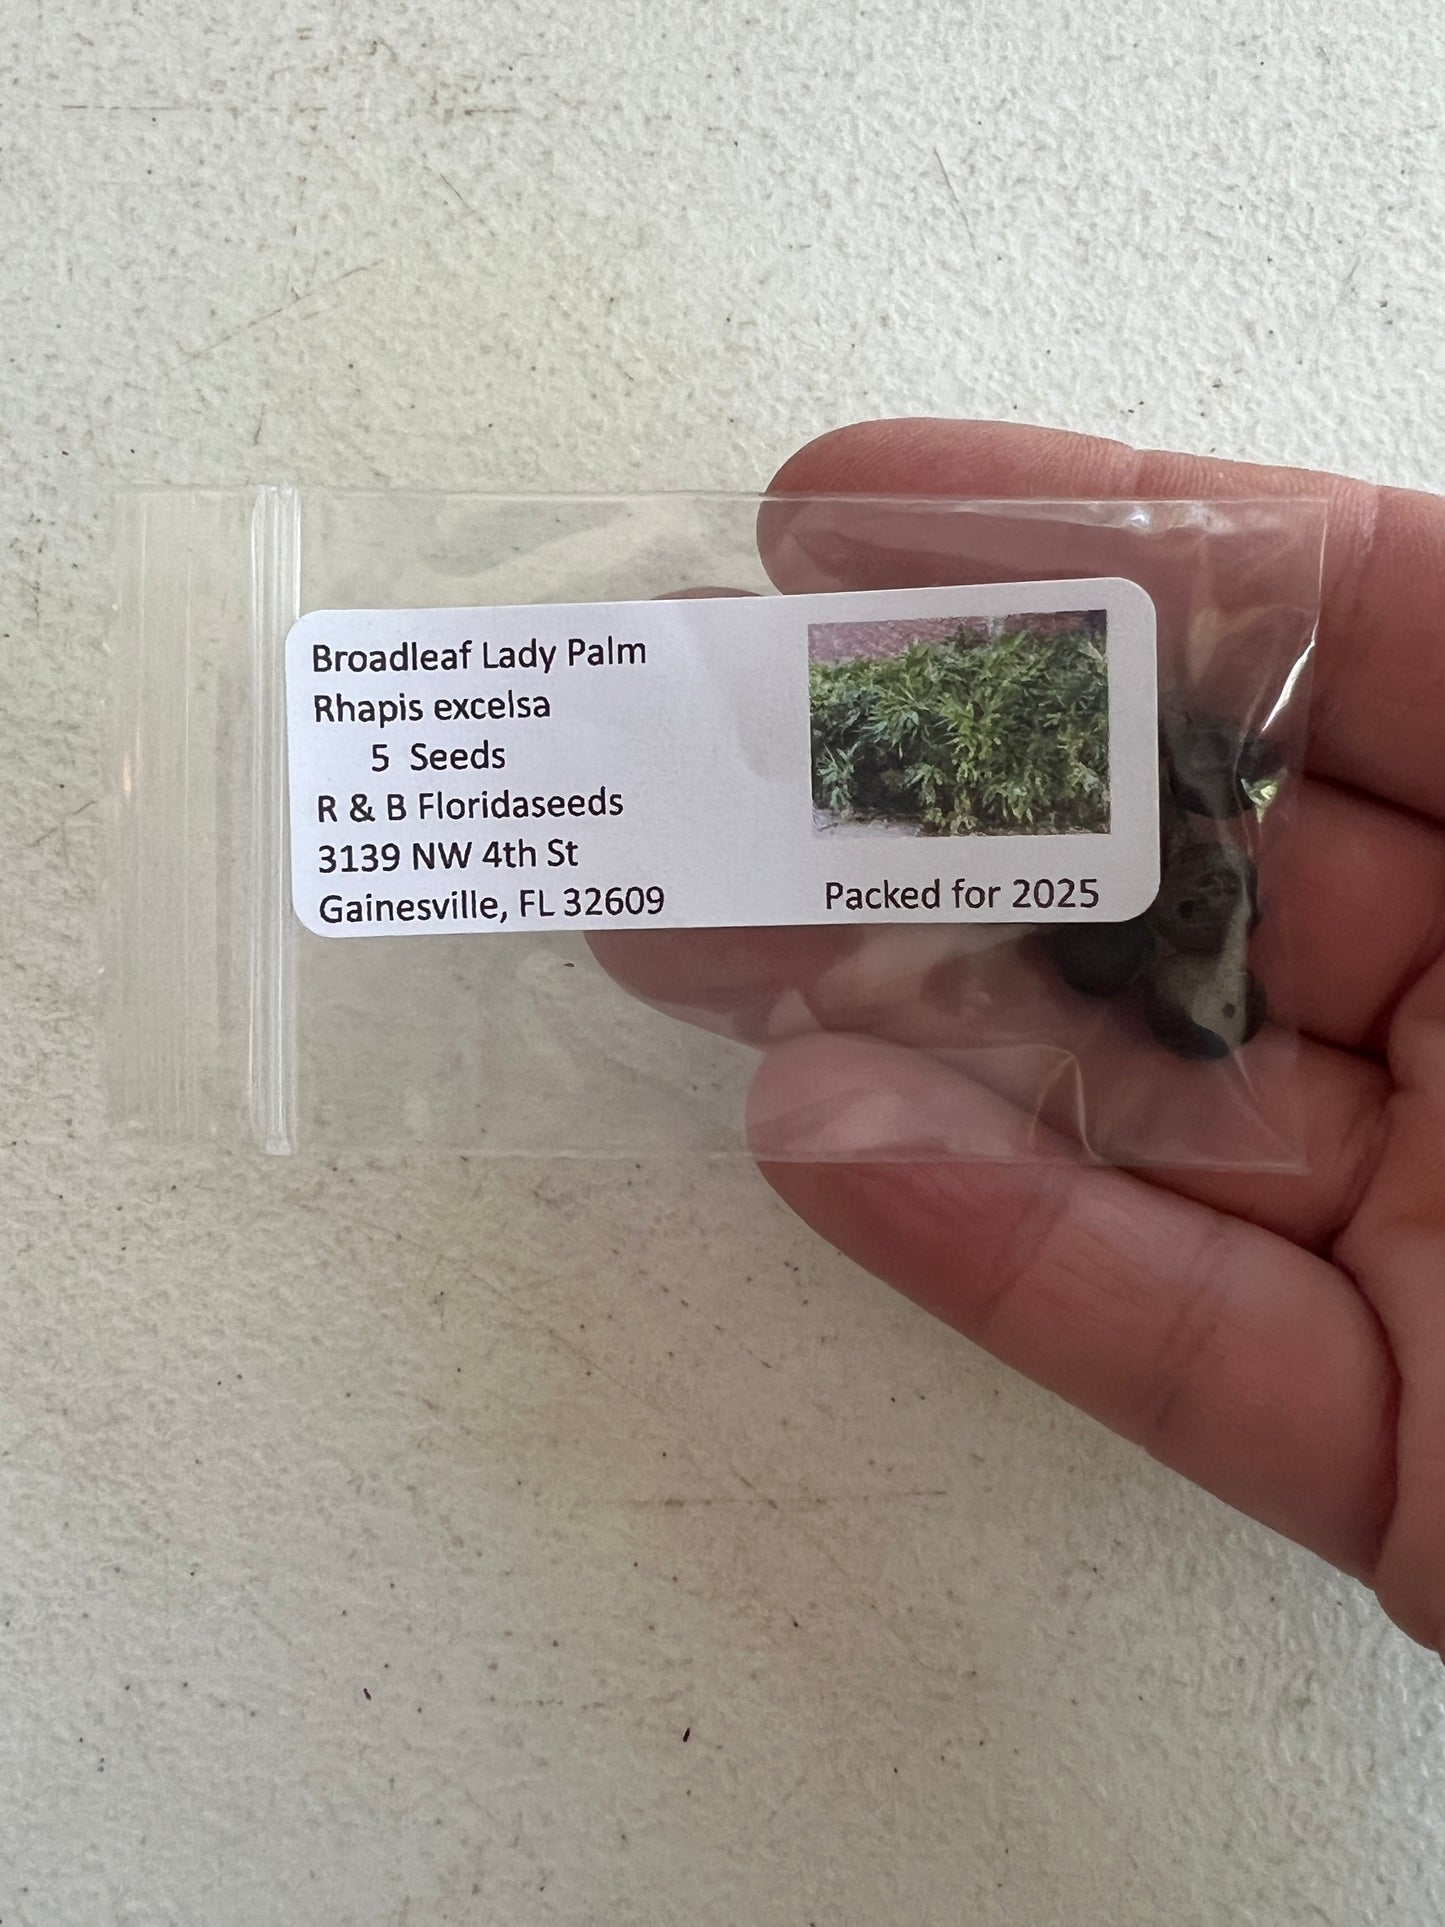 Broadleaf Lady Palm
Rhapis excelsa
5 Seeds
R & B Floridaseeds
3139 NW 4th St
Gainesville, FL 32609
Packed for 2025